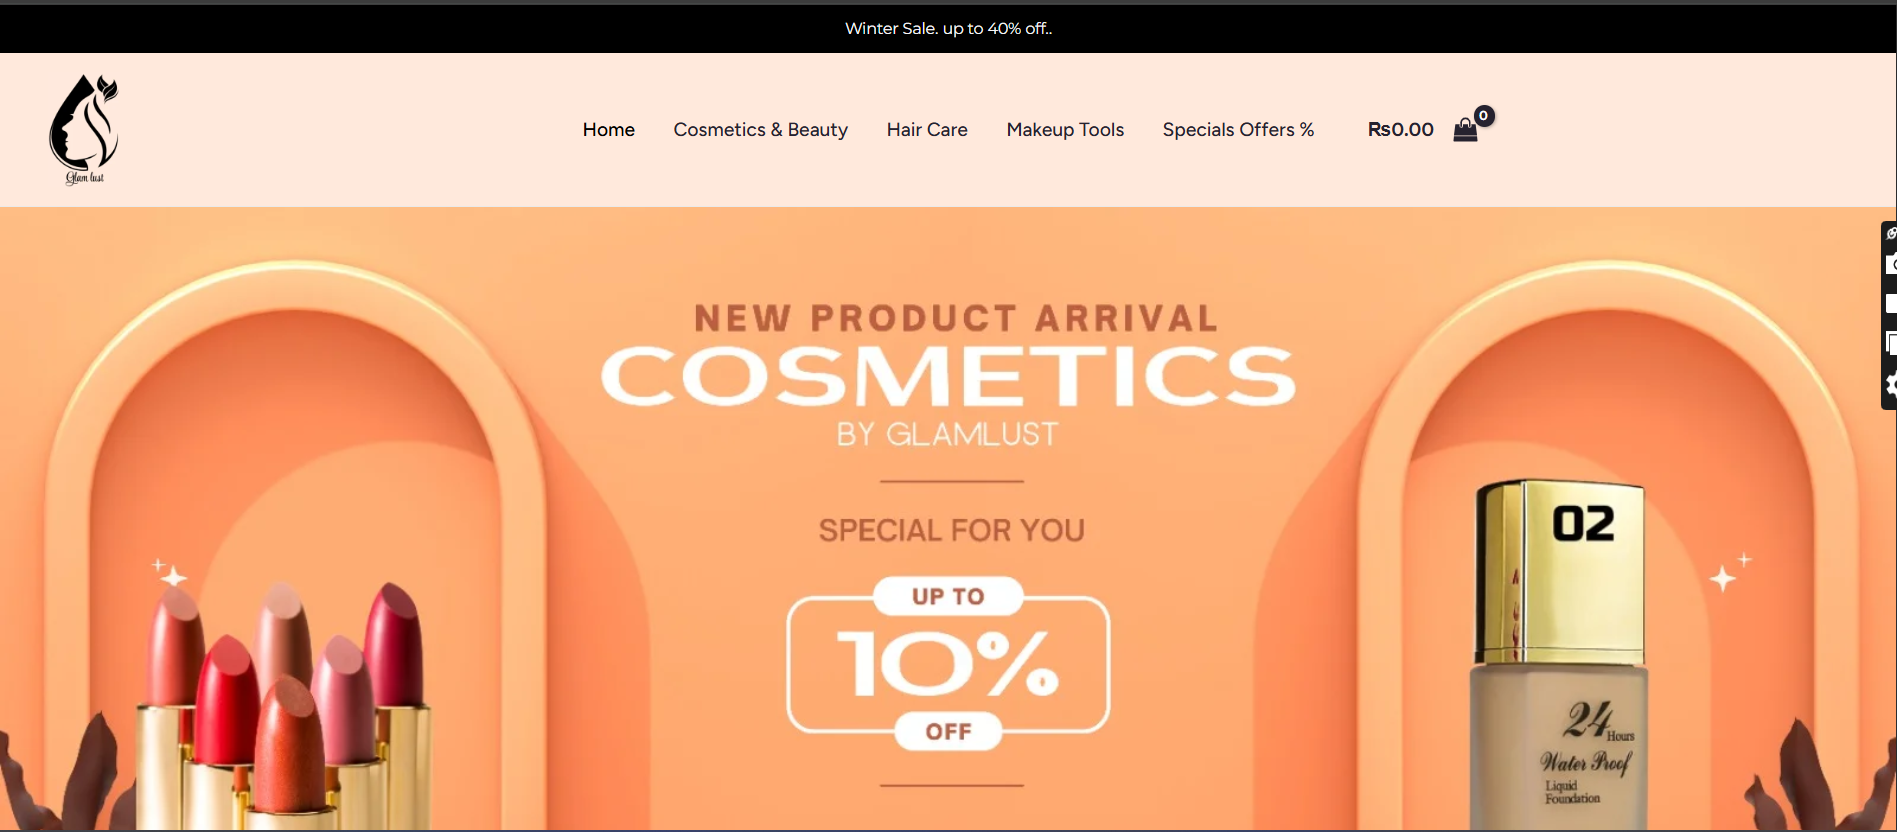 Winter Sale. up to 40% off..
Glam lust
Home Cosmetics & Beauty Hair Care Makeup Tools Specials Offers % Rs0.00 0
NEW PRODUCT ARRIVAL
COSMETICS
BY GLAMLUST
SPECIAL FOR YOU
UP TO
10%
OFF
02
24
Hours
Water Proof
Liquid
Foundation